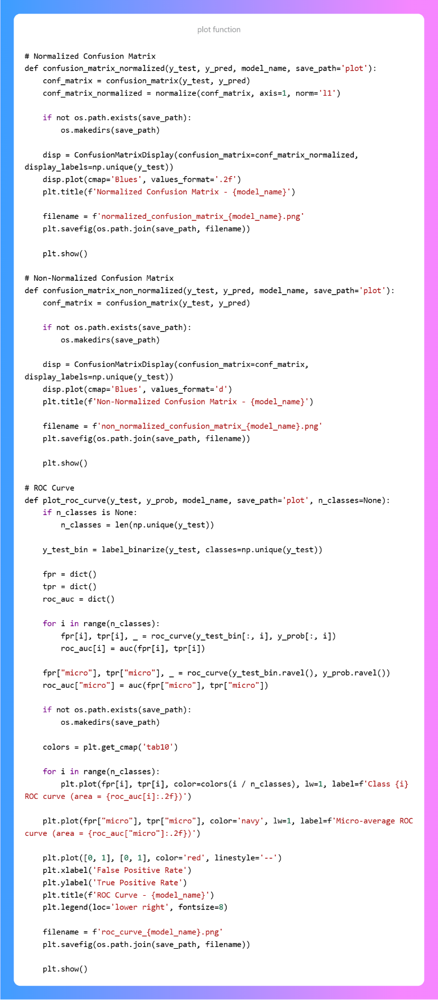 plot function
# Normalized Confusion Matrix
def confusion_matrix_normalized(y_test, y_pred, model_name, save_path='plot'):
    conf_matrix = confusion_matrix(y_test, y_pred)
    conf_matrix_normalized = normalize(conf_matrix, axis=1, norm='l1')

    if not os.path.exists(save_path):
        os.makedirs(save_path)

    disp = ConfusionMatrixDisplay(confusion_matrix=conf_matrix_normalized,
display_labels=np.unique(y_test))
    disp.plot(cmap='Blues', values_format='.2f')
    plt.title(f'Normalized Confusion Matrix - {model_name}')

    filename = f'normalized_confusion_matrix_{model_name}.png'
    plt.savefig(os.path.join(save_path, filename))

    plt.show()

# Non-Normalized Confusion Matrix
def confusion_matrix_non_normalized(y_test, y_pred, model_name, save_path='plot'):
    conf_matrix = confusion_matrix(y_test, y_pred)

    if not os.path.exists(save_path):
        os.makedirs(save_path)

    disp = ConfusionMatrixDisplay(confusion_matrix=conf_matrix,
display_labels=np.unique(y_test))
    disp.plot(cmap='Blues', values_format='d')
    plt.title(f'Non-Normalized Confusion Matrix - {model_name}')

    filename = f'non_normalized_confusion_matrix_{model_name}.png'
    plt.savefig(os.path.join(save_path, filename))

    plt.show()

# ROC Curve
def plot_roc_curve(y_test, y_prob, model_name, save_path='plot', n_classes=None):
    if n_classes is None:
        n_classes = len(np.unique(y_test))

    y_test_bin = label_binarize(y_test, classes=np.unique(y_test))

    fpr = dict()
    tpr = dict()
    roc_auc = dict()

    for i in range(n_classes):
        fpr[i], tpr[i], _ = roc_curve(y_test_bin[:, i], y_prob[:, i])
        roc_auc[i] = auc(fpr[i], tpr[i])

    fpr["micro"], tpr["micro"], _ = roc_curve(y_test_bin.ravel(), y_prob.ravel())
    roc_auc["micro"] = auc(fpr["micro"], tpr["micro"])

    if not os.path.exists(save_path):
        os.makedirs(save_path)

    colors = plt.get_cmap('tab10')

    for i in range(n_classes):
        plt.plot(fpr[i], tpr[i], color=colors(i / n_classes), lw=1, label=f'Class {i}
ROC curve (area = {roc_auc[i]:.2f})')

    plt.plot(fpr["micro"], tpr["micro"], color='navy', lw=1, label=f'Micro-average ROC
curve (area = {roc_auc["micro"]:.2f})')

    plt.plot([0, 1], [0, 1], color='red', linestyle='--')
    plt.xlabel('False Positive Rate')
    plt.ylabel('True Positive Rate')
    plt.title(f'ROC Curve - {model_name}')
    plt.legend(loc='lower right', fontsize=8)

    filename = f'roc_curve_{model_name}.png'
    plt.savefig(os.path.join(save_path, filename))

    plt.show()